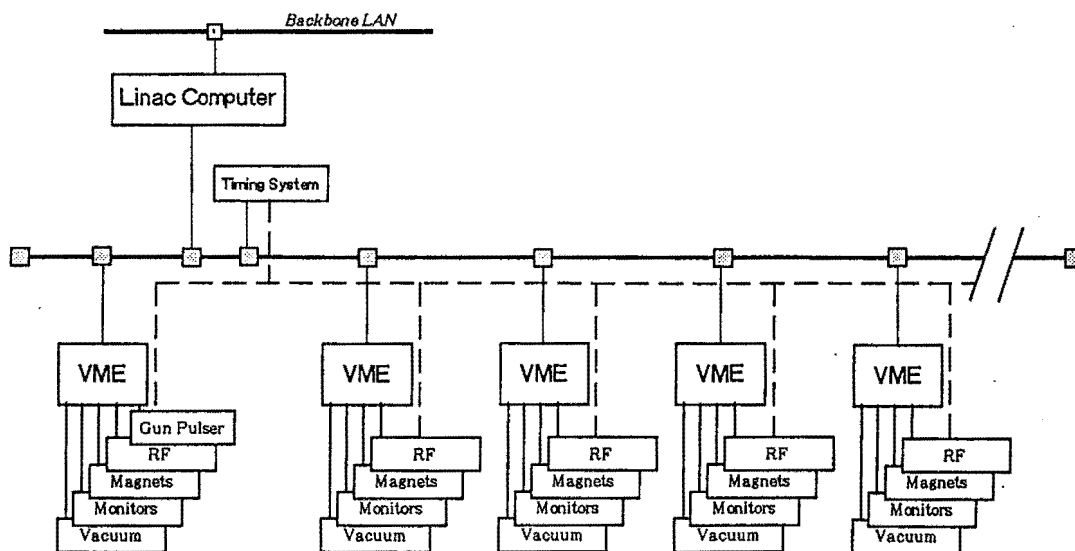 Backbone LAN
Linac Computer
Timing System
VME
VME
VME
VME
VME
Gun Pulser
RF
RF
RF
RF
RF
Magnets
Magnets
Magnets
Magnets
Magnets
Monitors
Monitors
Monitors
Monitors
Monitors
Vacuum
Vacuum
Vacuum
Vacuum
Vacuum